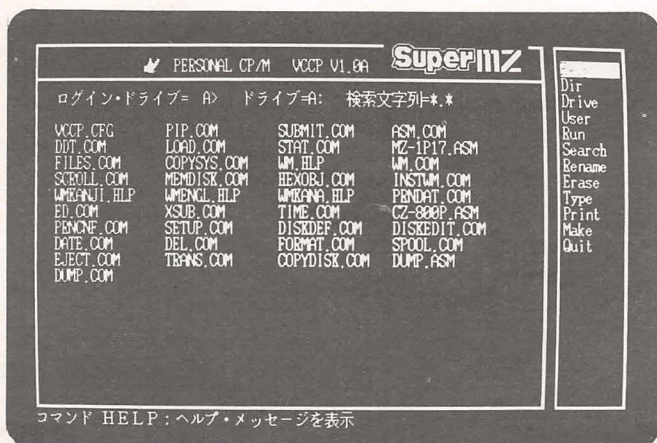 PERSONAL CP/M VCCP V1.0A SuperMZ
ログイン・ドライブ= A> ドライブ=A: 検索文字列=*.*
VCCP.CFG PIP.COM SUBMIT.COM ASM.COM
DDT.COM LOAD.COM STAT.COM MZ-1P17.ASM
FILES.COM COPYSYS.COM WM.HLP WM.COM
SCROLL.COM MEMDISK.COM HEXOBJ.COM INSTWM.COM
WMKANJI.HLP WMENGL.HLP WMKANA.HLP PRNDAT.COM
ED.COM XSUB.COM TIME.COM CZ-800P.ASM
PRNCNF.COM SETUP.COM DISKDEF.COM DISKEDIT.COM
DATE.COM DEL.COM FORMAT.COM SPOOL.COM
EJECT.COM TRANS.COM COPYDISK.COM DUMP.ASM
DUMP.COM
Dir
Drive
User
Run
Search
Rename
Erase
Type
Print
Make
Quit
コマンド HELP:ヘルプ・メッセージを表示